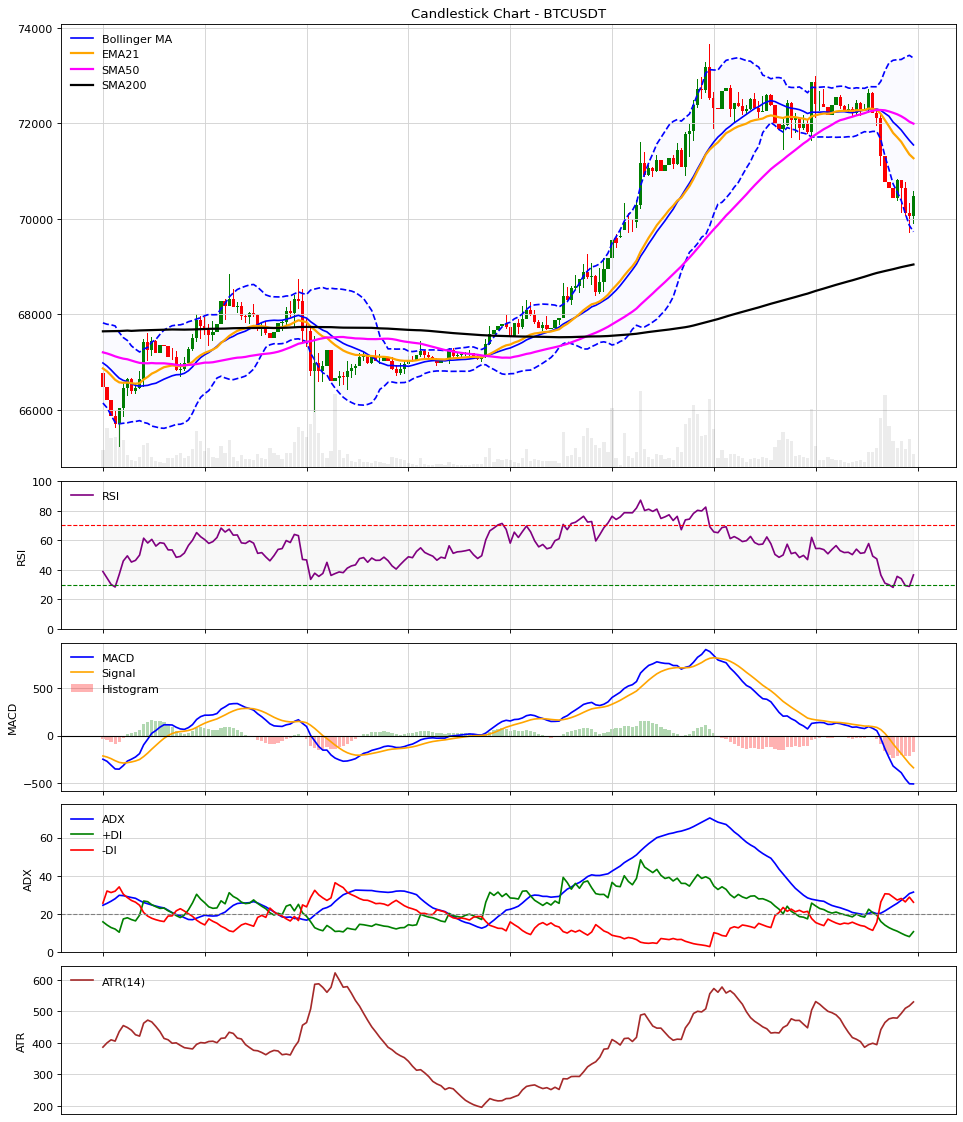 Candlestick Chart - BTCUSDT
74000
72000
70000
68000
66000
Bollinger MA
EMA21
SMA50
SMA200
RSI
100
80
60
40
20
0
RSI
MACD
500
0
−500
MACD
Signal
Histogram
ADX
60
40
20
0
ADX
+DI
-DI
ATR
600
500
400
300
200
ATR(14)